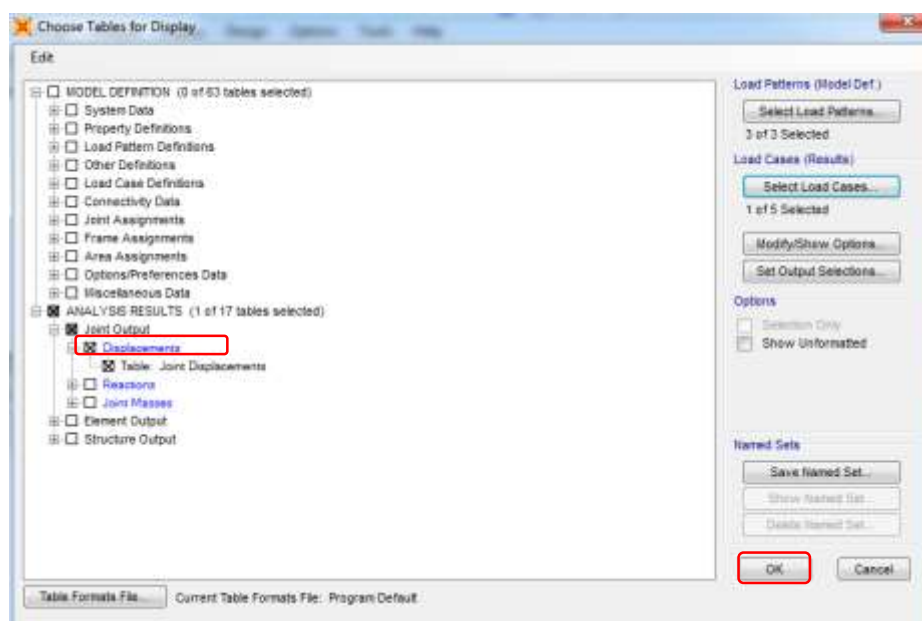 Choose Tables for Display
Edit
MODEL DEFINITION (0 of 63 tables selected)
System Data
Property Definitions
Load Pattern Definitions
Other Definitions
Load Case Definitions
Connectivity Data
Joint Assignments
Frame Assignments
Area Assignments
Options/Preferences Data
Miscellaneous Data
ANALYSIS RESULTS (1 of 17 tables selected)
Joint Output
Displacements
Table: Joint Displacements
Reactions
Joint Masses
Element Output
Structure Output
Load Patterns (Model Def.)
Select Load Patterns...
3 of 3 Selected
Load Cases (Results)
Select Load Cases...
1 of 5 Selected
Modify/Show Options...
Set Output Selections...
Options
Selection Only
Show Unformatted
Named Sets
Save Named Set...
Show Named Set...
Delete Named Set...
OK
Cancel
Table Formats File...
Current Table Formats File: Program Default